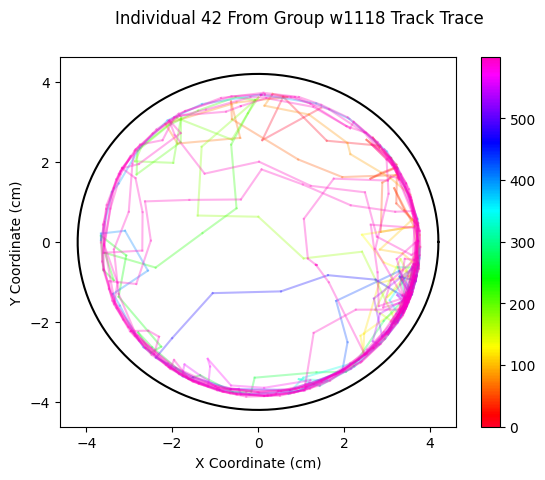 Individual 42 From Group w1118 Track Trace
4
2
0
−2
−4
Y Coordinate (cm)
−4 −2 0 2 4
X Coordinate (cm)
500
400
300
200
100
0